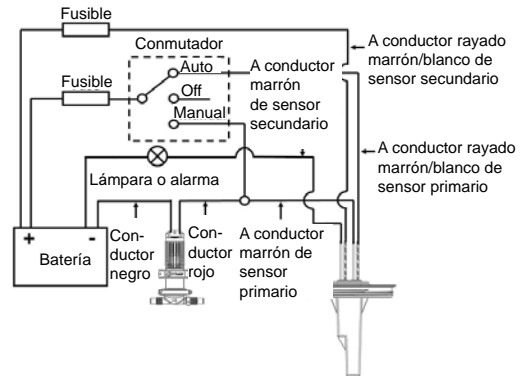 Fusible
Conmutador
A conductor rayado
marrón/blanco de
sensor secundario
Fusible
Auto
Off
Manual
A conductor
marrón
de sensor
secundario
A conductor rayado
marrón/blanco de
sensor primario
Lámpara o alarma
+
-
Batería
Con-
ductor
negro
Con-
ductor
rojo
A conductor
marrón de
sensor
primario